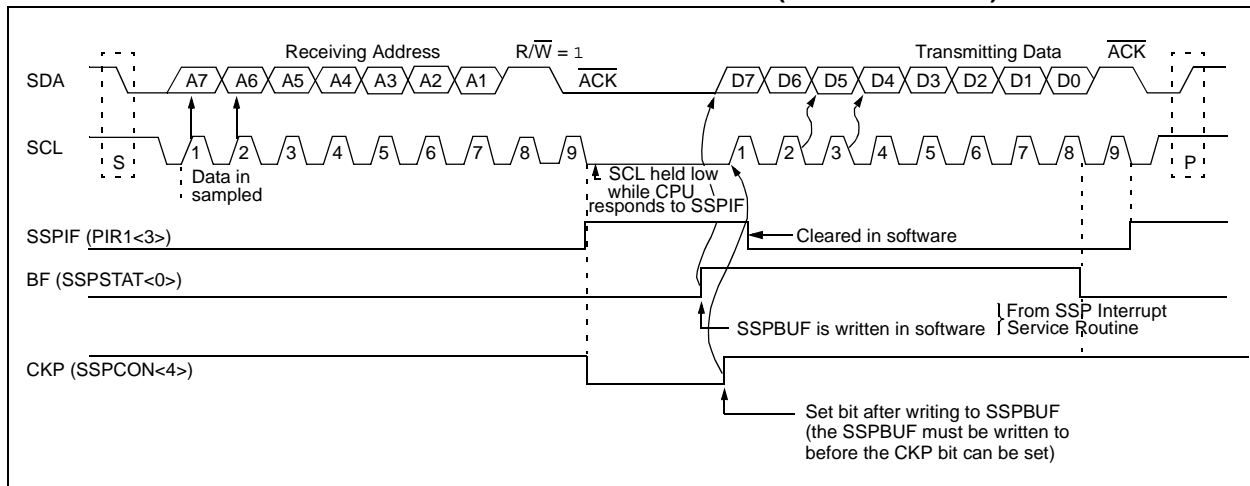 Receiving Address R/W = 1 Transmitting Data ACK
SDA A7 A6 A5 A4 A3 A2 A1 ACK D7 D6 D5 D4 D3 D2 D1 D0
SCL S 1 2 3 4 5 6 7 8 9 1 2 3 4 5 6 7 8 9 P
Data in
sampled
SCL held low
while CPU
responds to SSPIF
SSPIF (PIR1<3>)
Cleared in software
BF (SSPSTAT<0>)
SSPBUF is written in software
From SSP Interrupt
Service Routine
CKP (SSPCON<4>)
Set bit after writing to SSPBUF
(the SSPBUF must be written to
before the CKP bit can be set)